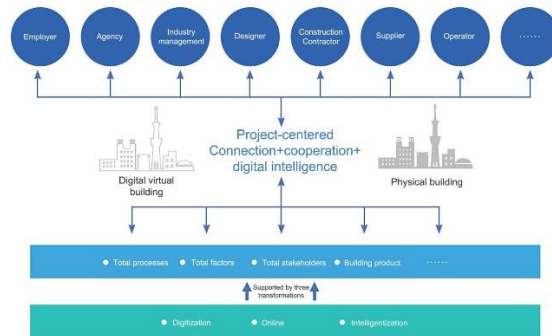 Employer
Agency
Industry
management
Designer
Construction
Contractor
Supplier
Operator
······
Project-centered
Connection+cooperation+
digital intelligence
Digital virtual
building
Physical building
Total processes
Total factors
Total stakeholders
Building product
······
Supported by three
transformations
Digitization
Online
Intelligentization